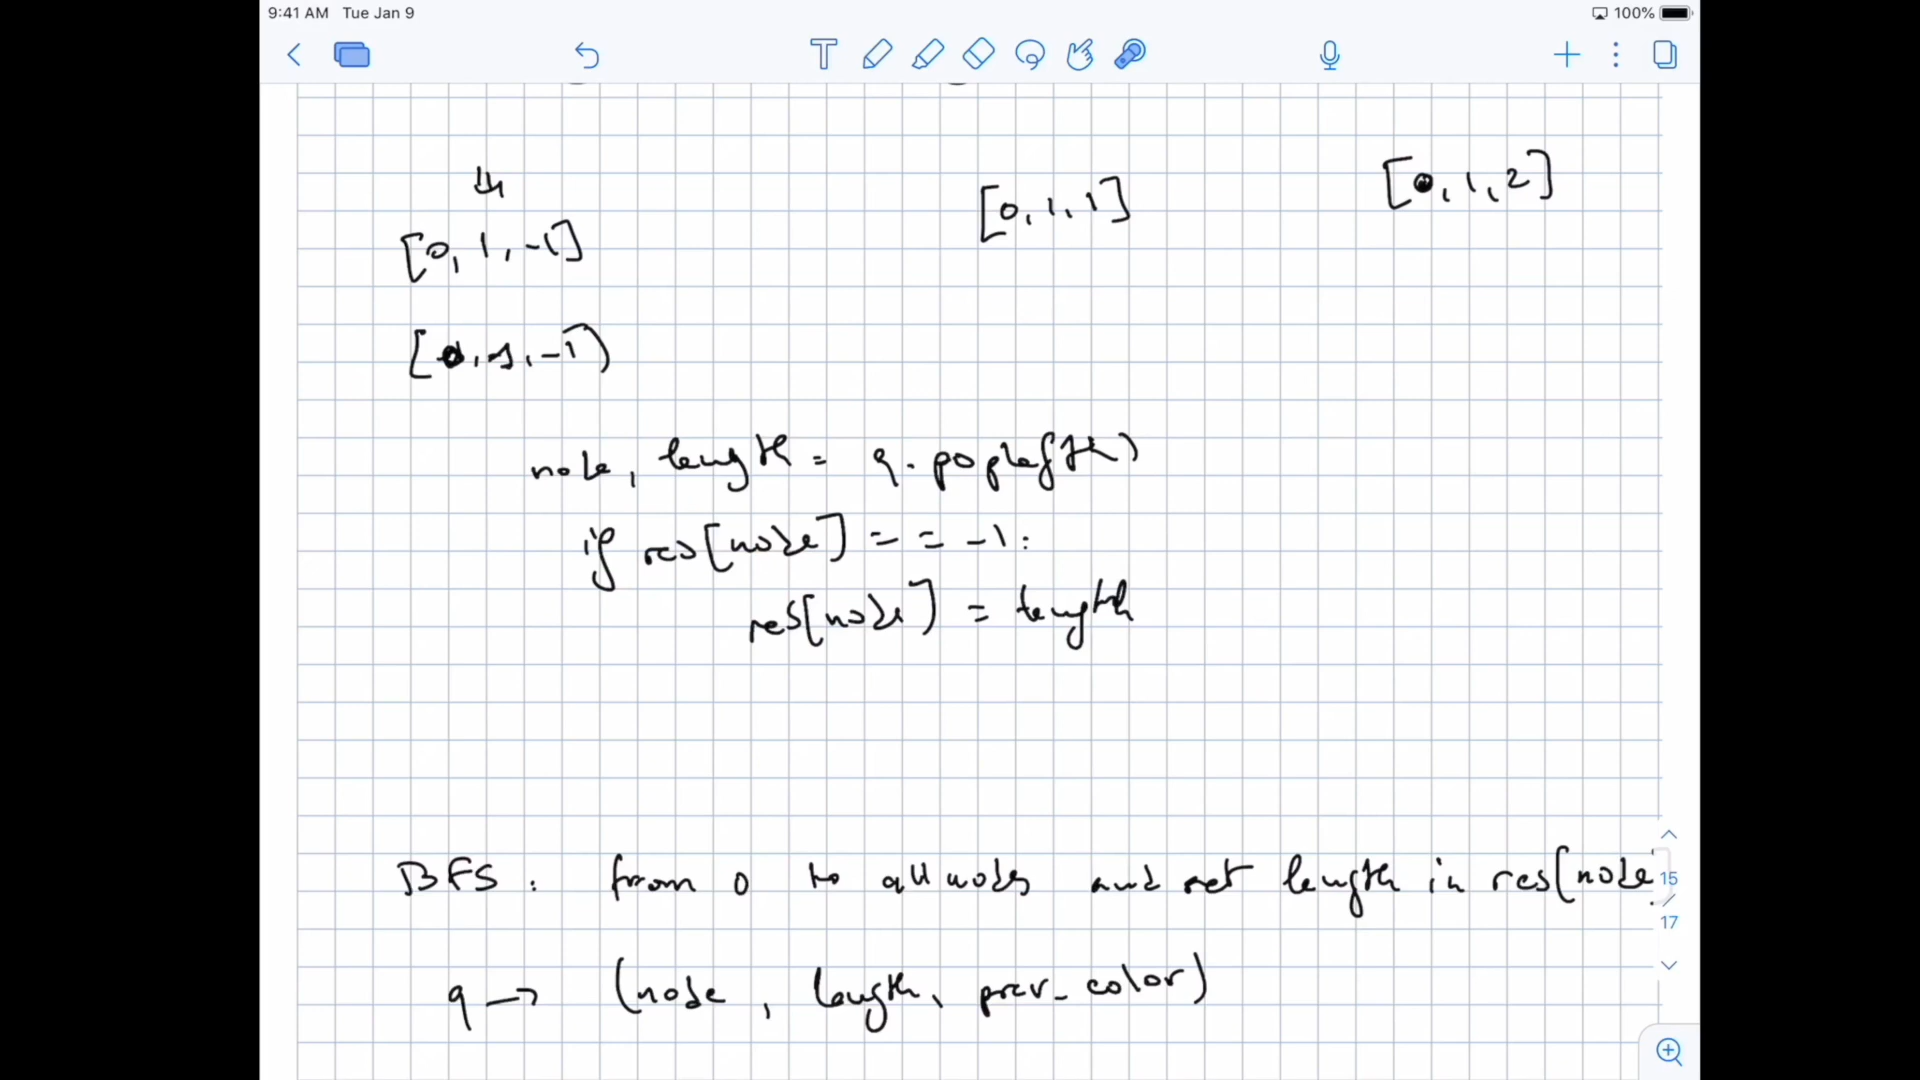 9:41 AM Tue Jan 9
100%
[0, 1, -1]
[0, 1, 1]
[0, 1, 2]
[0, 1, -1)
node, length = q. popleft()
if res[node] = = -1:
res[node] = length
BFS : from 0 to all nodes and set length in res[node]
q → (node , length, prev_color)
15
17